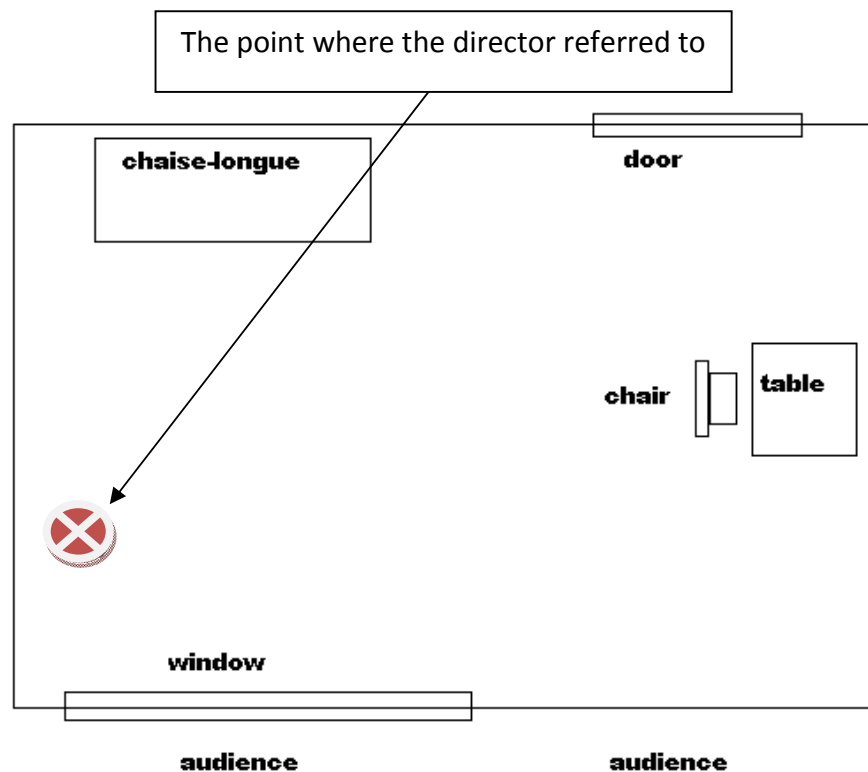 The point where the director referred to
chaise-longue
door
chair
table
window
audience
audience